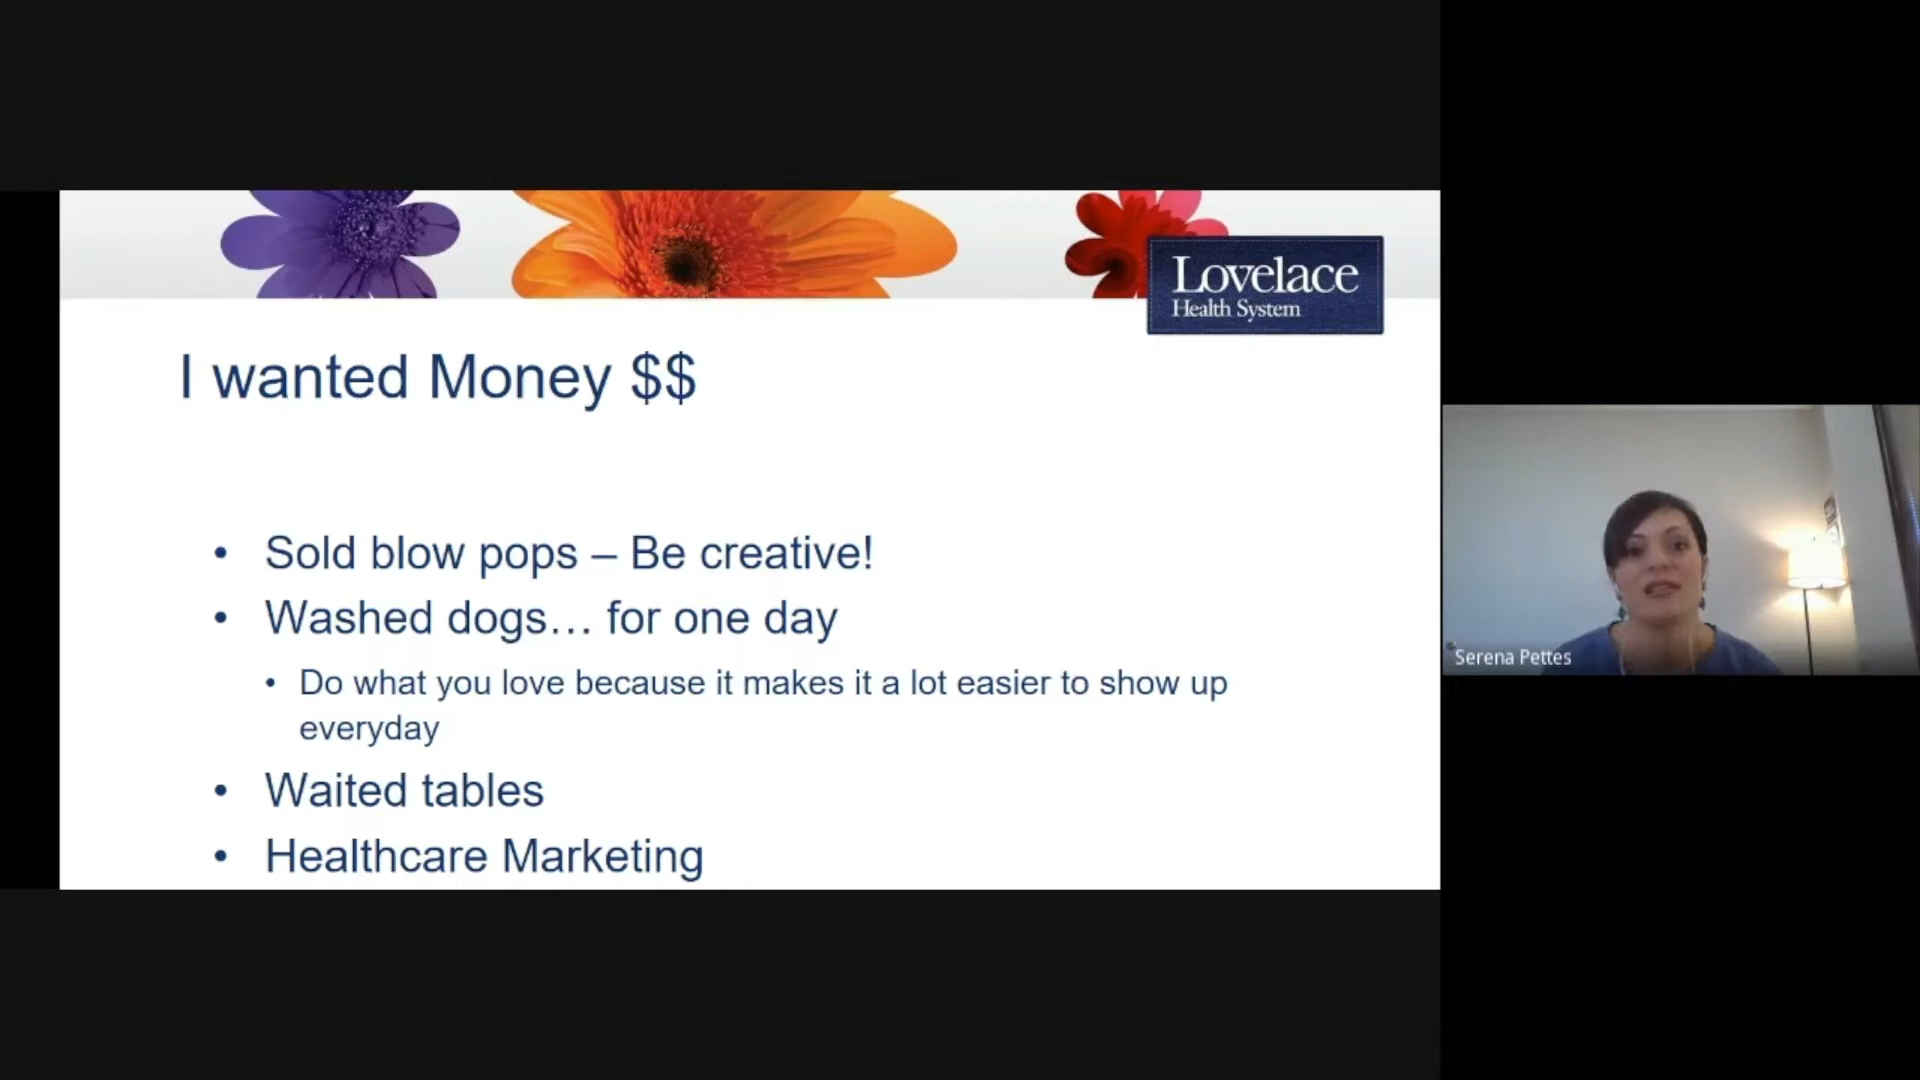 Lovelace
Health System
I wanted Money $$
• Sold blow pops – Be creative!
• Washed dogs… for one day
• Do what you love because it makes it a lot easier to show up
everyday
• Waited tables
• Healthcare Marketing
Serena Pettes